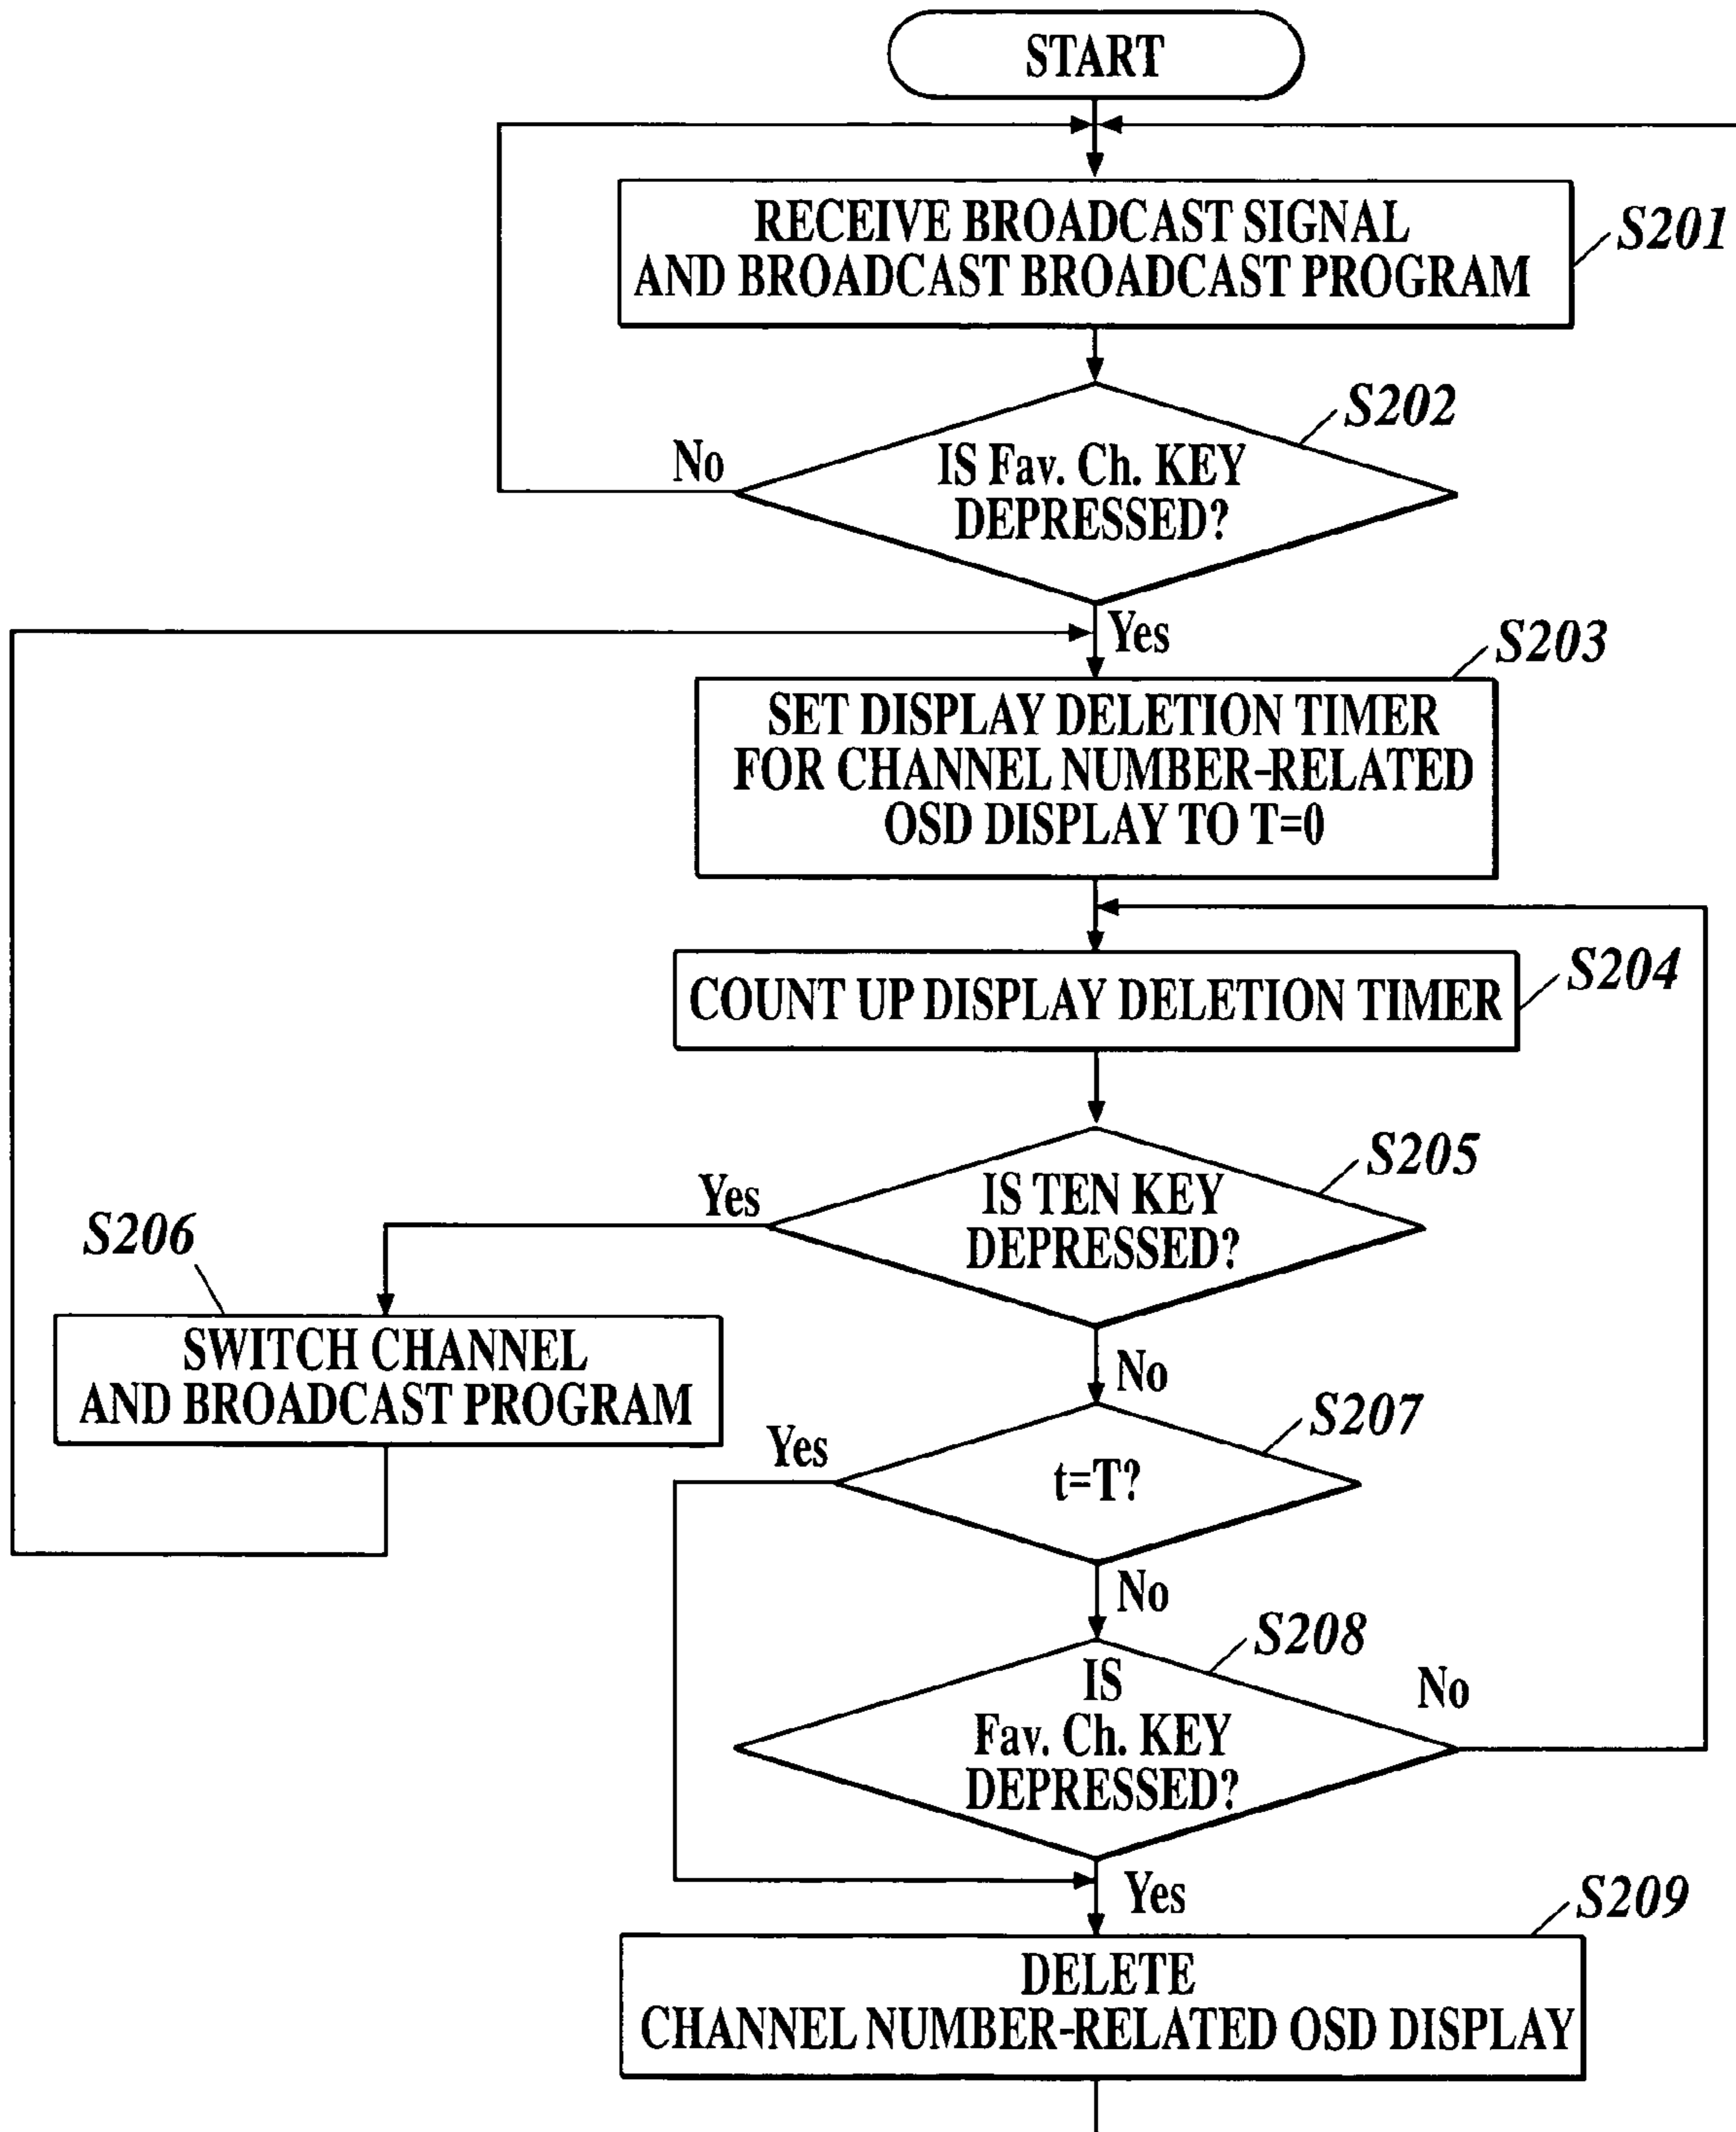 START
RECEIVE BROADCAST SIGNAL
AND BROADCAST BROADCAST PROGRAM
S201
S202
No
IS Fav. Ch. KEY
DEPRESSED?
Yes
S203
SET DISPLAY DELETION TIMER
FOR CHANNEL NUMBER-RELATED
OSD DISPLAY TO T=0
S204
COUNT UP DISPLAY DELETION TIMER
S205
Yes
IS TEN KEY
DEPRESSED?
S206
SWITCH CHANNEL
AND BROADCAST PROGRAM
No
S207
Yes
t=T?
No
S208
IS
Fav. Ch. KEY
DEPRESSED?
No
Yes
S209
DELETE
CHANNEL NUMBER-RELATED OSD DISPLAY